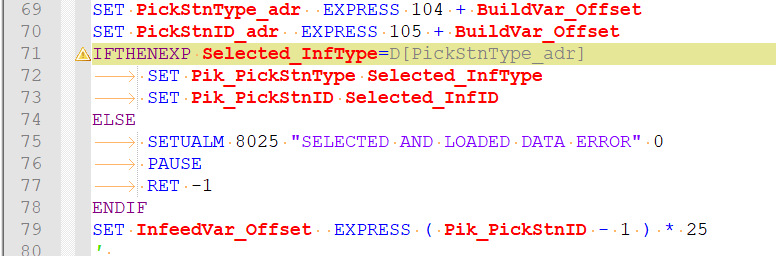 69 SET PickStnType_adr EXPRESS 104 + BuildVar_Offset
70 SET PickStnID_adr EXPRESS 105 + BuildVar_Offset
71 IFTHENEXP Selected_InfType=D[PickStnType_adr]
72 SET Pik_PickStnType Selected_InfType
73 SET Pik_PickStnID Selected_InfID
74 ELSE
75 SETUALM 8025 "SELECTED AND LOADED DATA ERROR" 0
76 PAUSE
77 RET -1
78 ENDIF
79 SET InfeedVar_Offset EXPRESS ( Pik_PickStnID - 1 ) * 25
80 '